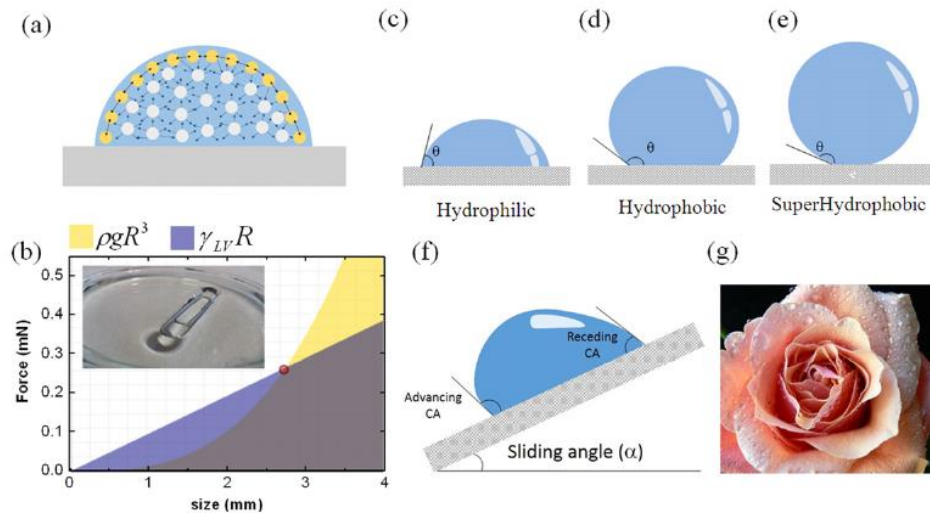 (a)
(c)
θ
Hydrophilic
(d)
θ
Hydrophobic
(e)
θ
SuperHydrophobic
(b)
ρgR³
γ_LV R
0.5
0.4
0.3
0.2
0.1
0.0
0 1 2 3 4
Force (mN)
size (mm)
(f)
Receding
CA
Advancing
CA
Sliding angle (α)
(g)